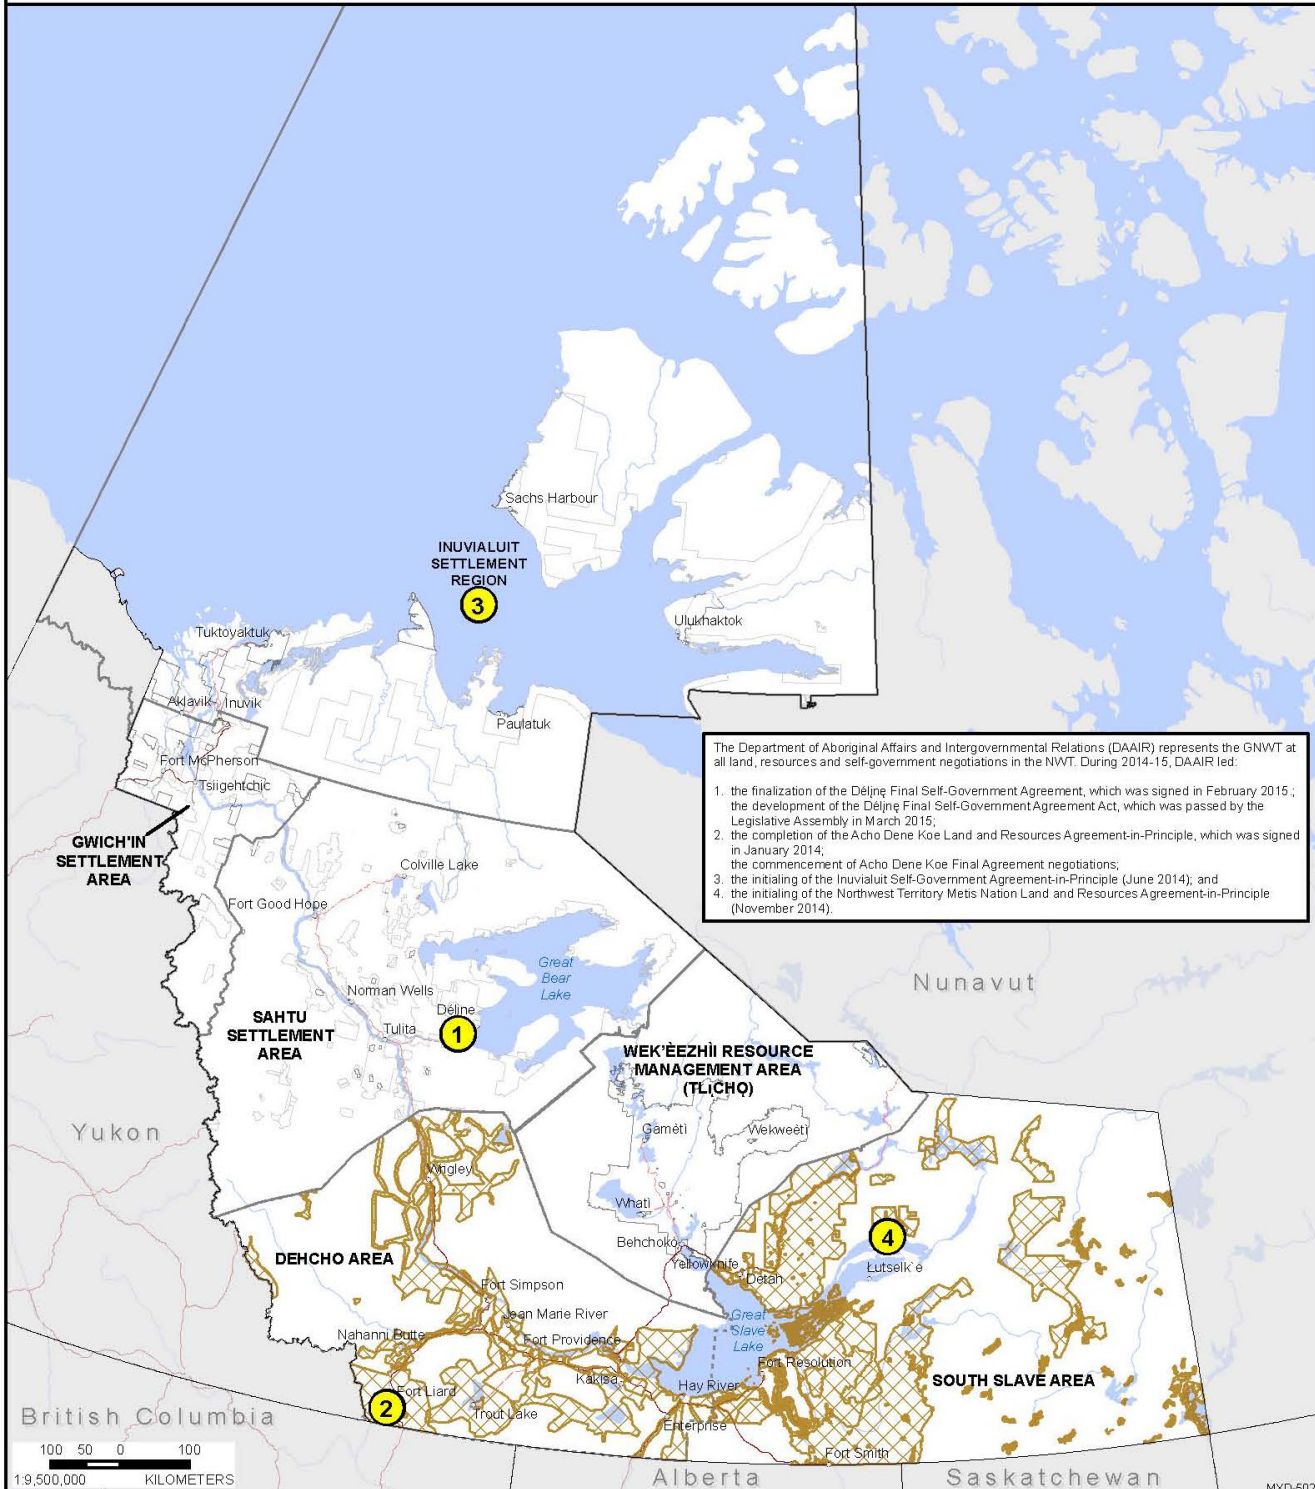 Sachs Harbour
INUVIALUIT
SETTLEMENT
REGION
3
Ulukhaktok
Tuktoyaktuk
Aklavik
Inuvik
Paulatuk
Fort McPherson
Tsiigehtchic
GWICH'IN
SETTLEMENT
AREA
The Department of Aboriginal Affairs and Intergovernmental Relations (DAAIR) represents the GNWT at
all land, resources and self-government negotiations in the NWT. During 2014-15, DAAIR led:
1. the finalization of the Délįnę Final Self-Government Agreement, which was signed in February 2015.;
the development of the Délįnę Final Self-Government Agreement Act, which was passed by the
Legislative Assembly in March 2015;
2. the completion of the Acho Dene Koe Land and Resources Agreement-in-Principle, which was signed
in January 2014;
the commencement of Acho Dene Koe Final Agreement negotiations;
3. the initialing of the Inuvialuit Self-Government Agreement-in-Principle (June 2014); and
4. the initialing of the Northwest Territory Metis Nation Land and Resources Agreement-in-Principle
(November 2014).
Colville Lake
Fort Good Hope
Great
Bear
Lake
Nunavut
Norman Wells
Déline
1
Tulita
SAHTU
SETTLEMENT
AREA
WEK'ÈEZHÌI RESOURCE
MANAGEMENT AREA
(TŁĮCHǪ)
Yukon
Gamètì
Wekweètì
Wrigley
Whatì
4
Behchokò
DEHCHO AREA
Yellowknife
Detah
Łutselk'e
Fort Simpson
Jean Marie River
Great
Slave
Lake
Nahanni Butte
Fort Providence
Fort Resolution
Kakisa
Hay River
SOUTH SLAVE AREA
2
Fort Liard
Trout Lake
Enterprise
British Columbia
Fort Smith
100 50 0 100
1:9,500,000 KILOMETERS
Alberta
Saskatchewan